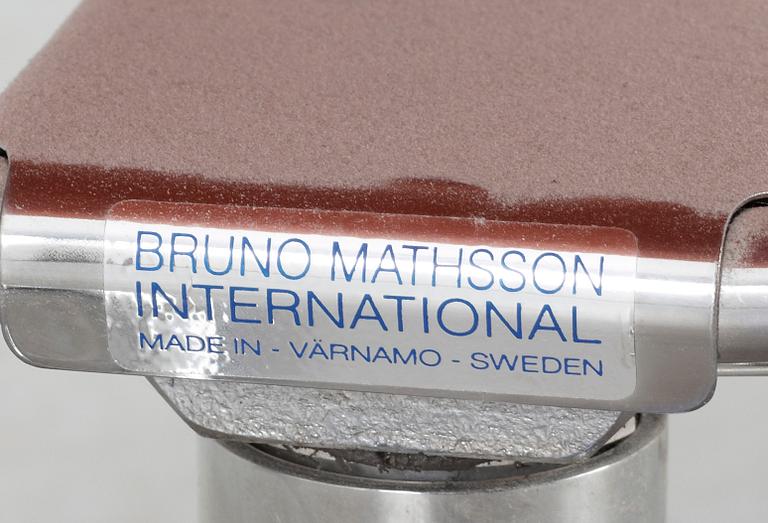 BRUNO MATHSSON
INTERNATIONAL
MADE IN - VÄRNAMO - SWEDEN